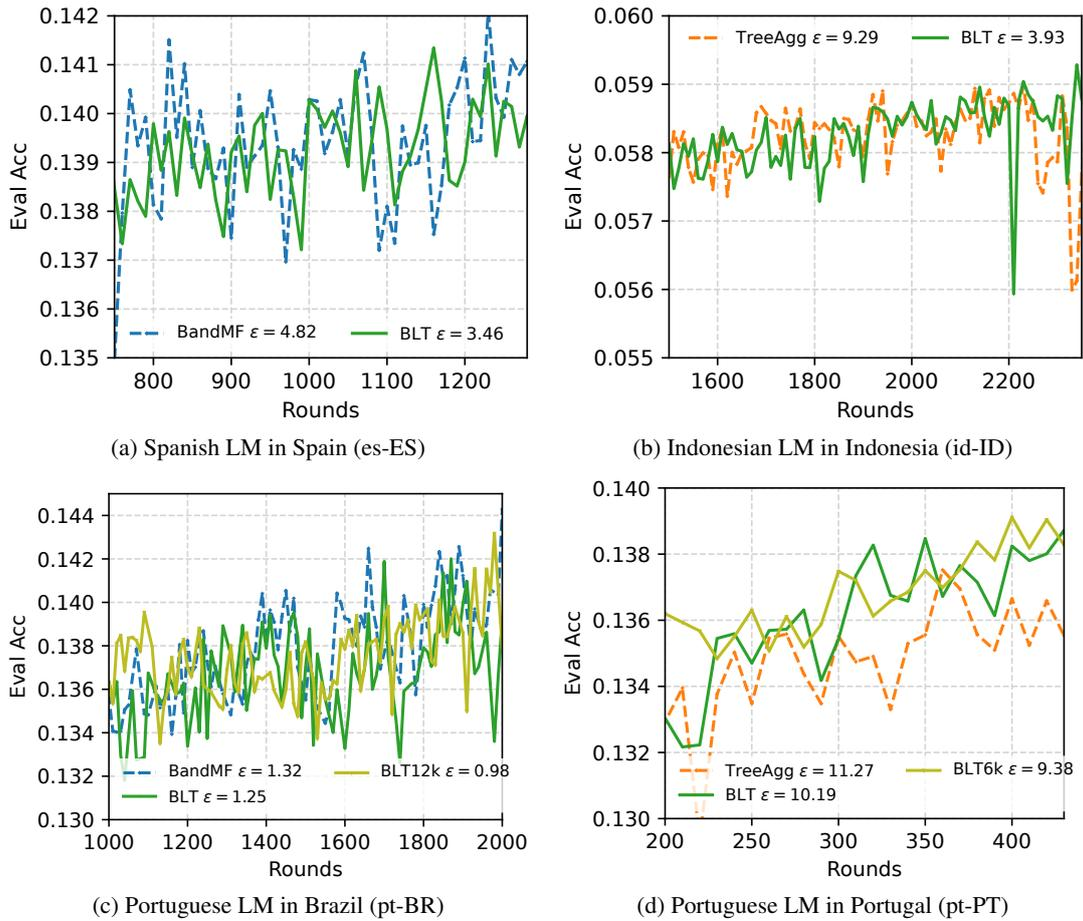 0.142
0.141
0.140
0.139
0.138
0.137
0.136
0.135
Eval Acc
BandMF ε = 4.82 BLT ε = 3.46
800 900 1000 1100 1200
Rounds
(a) Spanish LM in Spain (es-ES)
0.060
0.059
0.058
0.057
0.056
0.055
Eval Acc
TreeAgg ε = 9.29 BLT ε = 3.93
1600 1800 2000 2200
Rounds
(b) Indonesian LM in Indonesia (id-ID)
0.144
0.142
0.140
0.138
0.136
0.134
0.132
0.130
Eval Acc
BandMF ε = 1.32 BLT12k ε = 0.98
BLT ε = 1.25
1000 1200 1400 1600 1800 2000
Rounds
(c) Portuguese LM in Brazil (pt-BR)
0.140
0.138
0.136
0.134
0.132
0.130
Eval Acc
TreeAgg ε = 11.27 BLT6k ε = 9.38
BLT ε = 10.19
200 250 300 350 400
Rounds
(d) Portuguese LM in Portugal (pt-PT)